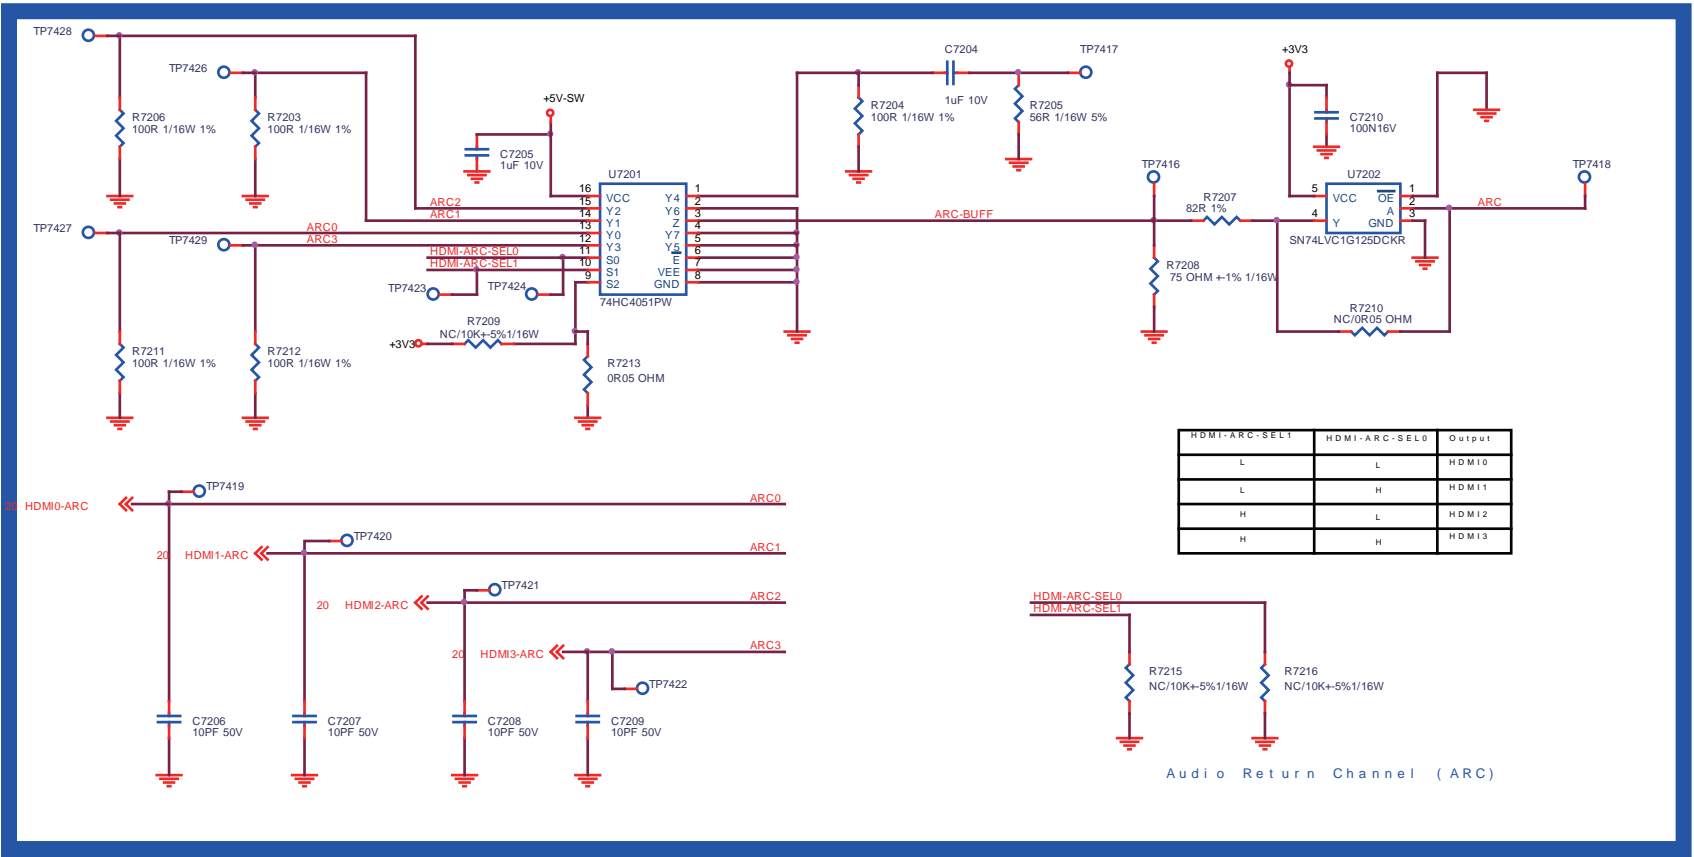 TP7428
TP7426
R7206
100R 1/16W 1%
R7203
100R 1/16W 1%
+5V-SW
C7205
1uF 10V
C7204
1uF 10V
TP7417
R7204
100R 1/16W 1%
R7205
56R 1/16W 5%
+3V3
C7210
100N16V
TP7427
TP7429
ARC2
ARC1
ARC0
ARC3
HDMI-ARC-SEL0
HDMI-ARC-SEL1
TP7423
TP7424
U7201
16 VCC Y4 1
15 Y2 Y6 2
14 Y1 Z 3
13 Y0 Y7 4
12 Y3 Y5 5
11 S0 E 6
10 S1 VEE 7
9 S2 GND 8
74HC4051PW
ARC-BUFF
TP7416
R7207
82R 1%
R7208
75 OHM +-1% 1/16W
U7202
5 VCC OE 1
A 2
4 Y GND 3
SN74LVC1G125DCKR
ARC
TP7418
R7210
NC/0R05 OHM
R7209
NC/10K+-5%1/16W
+3V3
R7213
0R05 OHM
R7211
100R 1/16W 1%
R7212
100R 1/16W 1%
HDMI-ARC-SEL1 HDMI-ARC-SEL0 Output
L L HDMI0
L H HDMI1
H L HDMI2
H H HDMI3
20 HDMI0-ARC
TP7419
ARC0
20 HDMI1-ARC
TP7420
ARC1
20 HDMI2-ARC
TP7421
ARC2
20 HDMI3-ARC
ARC3
TP7422
C7206
10PF 50V
C7207
10PF 50V
C7208
10PF 50V
C7209
10PF 50V
HDMI-ARC-SEL0
HDMI-ARC-SEL1
R7215
NC/10K+-5%1/16W
R7216
NC/10K+-5%1/16W
Audio Return Channel (ARC)